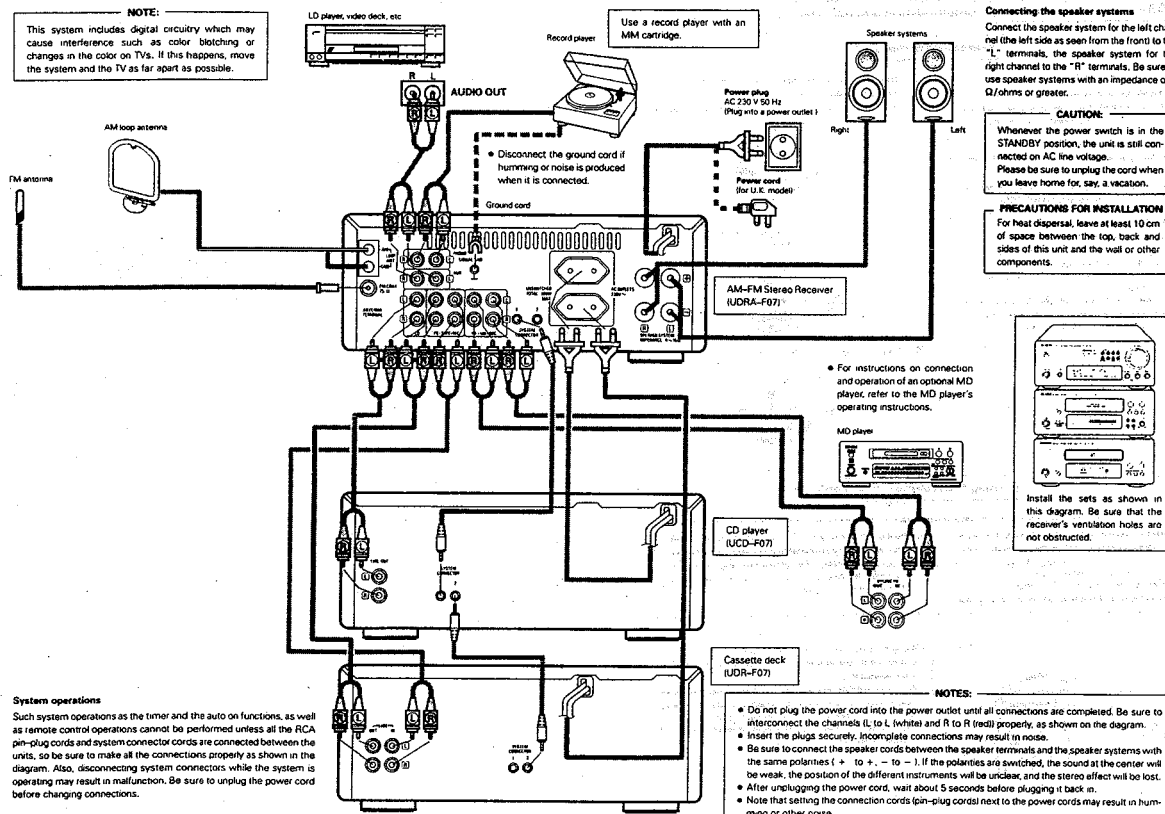 NOTE:
This system includes digital circuitry which may
cause interference such as color blotching or
changes in the color on TVs. If this happens, move
the system and the TV as far apart as possible.
LD player, video deck, etc
R L
AUDIO OUT
Record player
Use a record player with an
MM cartridge.
• Disconnect the ground cord if
humming or noise is produced
when it is connected.
Ground cord
Power plug
AC 230 V 50 Hz
(Plug into a power outlet)
Power cord
(for U.K. model)
Speaker systems
Right
Left
Connecting the speaker systems
Connect the speaker system for the left
nel (the left side as seen from the front) to
"L" terminals, the speaker system for
right channel to the "R" terminals. Be sure
use speaker systems with an impedance
Ω/ohms or greater.
CAUTION:
Whenever the power switch is in the
STANDBY position, the unit is still con-
nected on AC line voltage.
Please be sure to unplug the cord when
you leave home for, say, a vacation.
PRECAUTIONS FOR INSTALLATION
For heat dispersal, leave at least 10 cm
of space between the top, back and
sides of this unit and the wall or other
components.
AM loop antenna
FM antenna
R L R L
AM-FM Stereo Receiver
(UDRA-F07)
SYSTEM
CONNECTOR
L R L R L R L R L
• For instructions on connection
and operation of an optional MD
player, refer to the MD player's
operating instructions.
MD player
Install the sets as shown in
this diagram. Be sure that the
receiver's ventilation holes are
not obstructed.
CD player
(UCD-F07)
R L
LINE OUT
SYSTEM
CONNECTOR
R L R L
Cassette deck
(UDR-F07)
R L R L
SYSTEM
CONNECTOR
1 2
System operations
Such system operations as the timer and the auto on functions, as well
as remote control operations cannot be performed unless all the RCA
pin-plug cords and system connector cords are connected between the
units, so be sure to make all the connections properly as shown in the
diagram. Also, disconnecting system connectors while the system is
operating may result in malfunction. Be sure to unplug the power cord
before changing connections.
NOTES:
• Do not plug the power cord into the power outlet until all connections are completed. Be sure to
interconnect the channels (L to L (white) and R to R (red)) properly, as shown on the diagram.
• Insert the plugs securely. Incomplete connections may result in noise.
• Be sure to connect the speaker cords between the speaker terminals and the speaker systems with
the same polarities ( + to +, – to – ). If the polarities are switched, the sound at the center will
be weak, the position of the different instruments will be unclear, and the stereo effect will be lost.
• After unplugging the power cord, wait about 5 seconds before plugging it back in.
• Note that setting the connection cords (pin-plug cords) next to the power cords may result in hum-
ming or other noise.